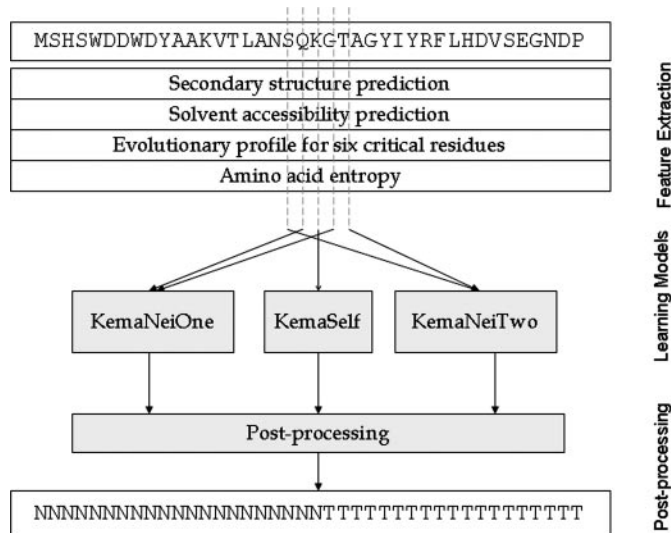 MSHSWDDWDYAAKVTLANSQKGTAGYIYRFLHDVSEGNDP
Secondary structure prediction
Solvent accessibility prediction
Evolutionary profile for six critical residues
Amino acid entropy
Feature Extraction
KemaNeiOne
KemaSelf
KemaNeiTwo
Learning Models
Post-processing
NNNNNNNNNNNNNNNNNNNNNTTTTTTTTTTTTTTTTTTT
Post-processing